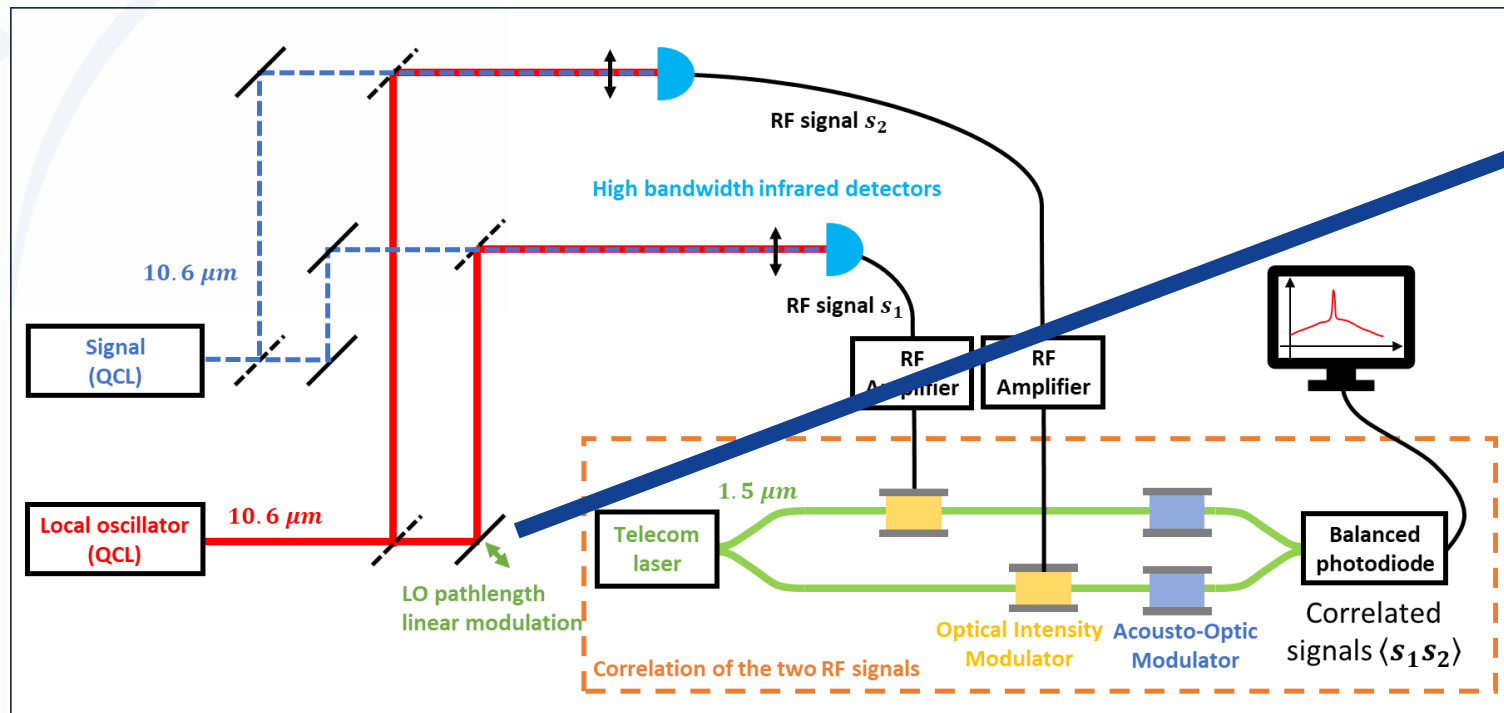 RF signal s₂
High bandwidth infrared detectors
10.6 μm
RF signal s₁
Signal
(QCL)
RF
Amplifier
RF
Amplifier
Local oscillator
(QCL)
10.6 μm
LO pathlength
linear modulation
1.5 μm
Telecom
laser
Balanced
photodiode
Optical Intensity
Modulator
Acousto-Optic
Modulator
Correlated
signals ⟨s₁s₂⟩
Correlation of the two RF signals